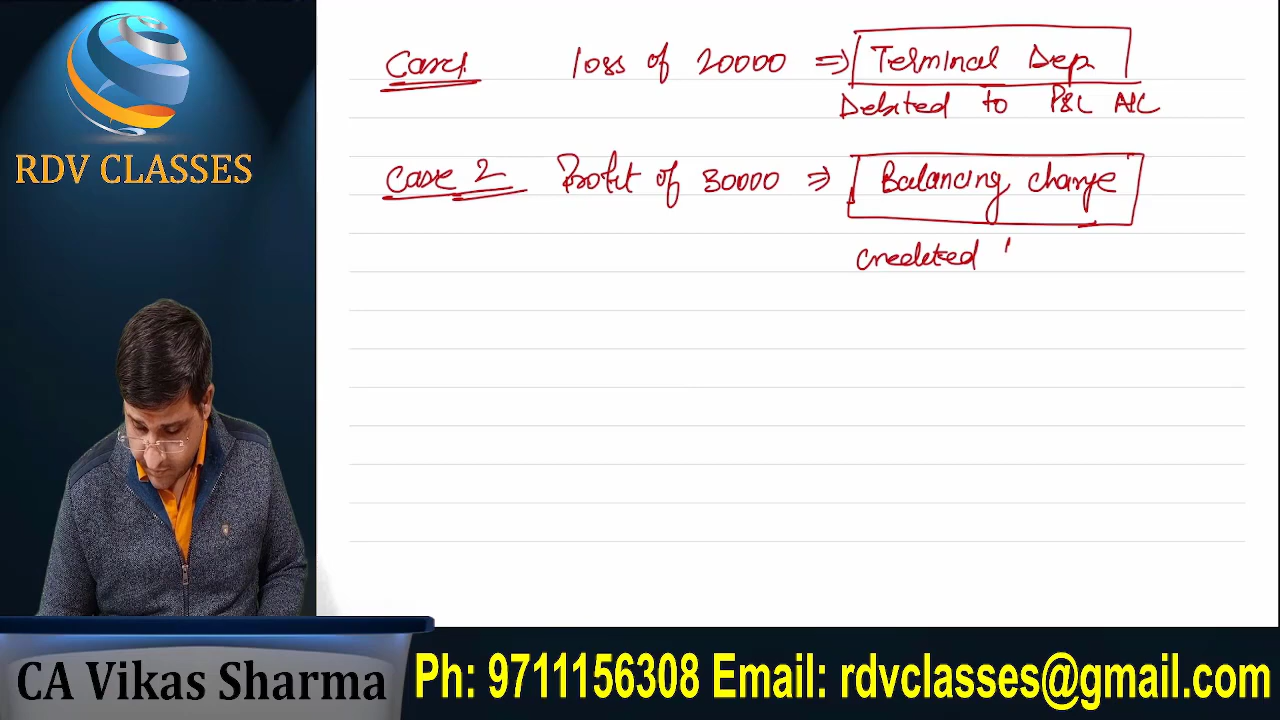 Case1 loss of 20000 ⇒ Terminal Dep
Debited to P&L A/C
RDV CLASSES
Case 2 Profit of 30000 ⇒ Balancing charge
credited
CA Vikas Sharma
Ph: 9711156308 Email: rdvclasses@gmail.com